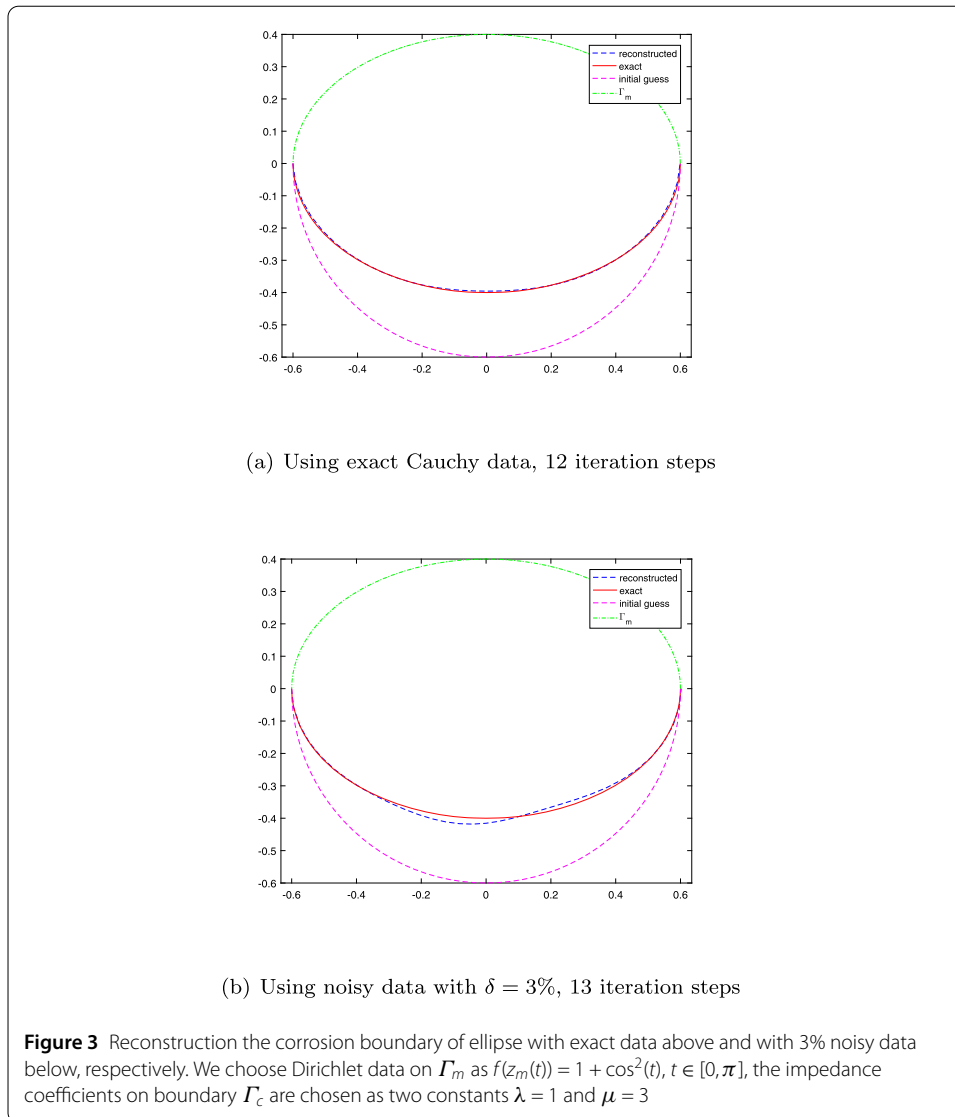 0.4
0.3
0.2
0.1
0
-0.1
-0.2
-0.3
-0.4
-0.5
-0.6
-0.6
-0.4
-0.2
0
0.2
0.4
0.6
reconstructed
exact
initial guess
Γm
(a) Using exact Cauchy data, 12 iteration steps
0.4
0.3
0.2
0.1
0
-0.1
-0.2
-0.3
-0.4
-0.5
-0.6
-0.6
-0.4
-0.2
0
0.2
0.4
0.6
reconstructed
exact
initial guess
Γm
(b) Using noisy data with δ = 3%, 13 iteration steps
Figure 3 Reconstruction the corrosion boundary of ellipse with exact data above and with 3% noisy data
below, respectively. We choose Dirichlet data on Γm as f(zm(t)) = 1 + cos²(t), t ∈ [0, π], the impedance
coefficients on boundary Γc are chosen as two constants λ = 1 and μ = 3